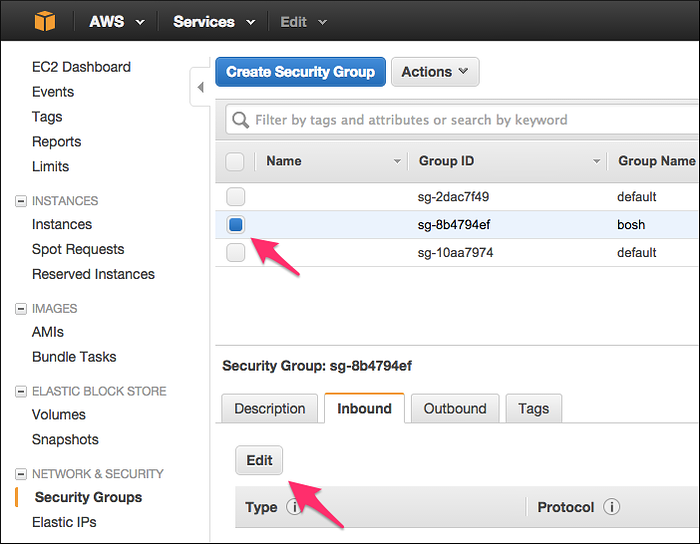 AWS Services Edit
EC2 Dashboard
Events
Tags
Reports
Limits
INSTANCES
Instances
Spot Requests
Reserved Instances
IMAGES
AMIs
Bundle Tasks
ELASTIC BLOCK STORE
Volumes
Snapshots
NETWORK & SECURITY
Security Groups
Elastic IPs
Create Security Group Actions
Filter by tags and attributes or search by keyword
Name Group ID Group Name
sg-2dac7f49 default
sg-8b4794ef bosh
sg-10aa7974 default
Security Group: sg-8b4794ef
Description Inbound Outbound Tags
Edit
Type i Protocol i